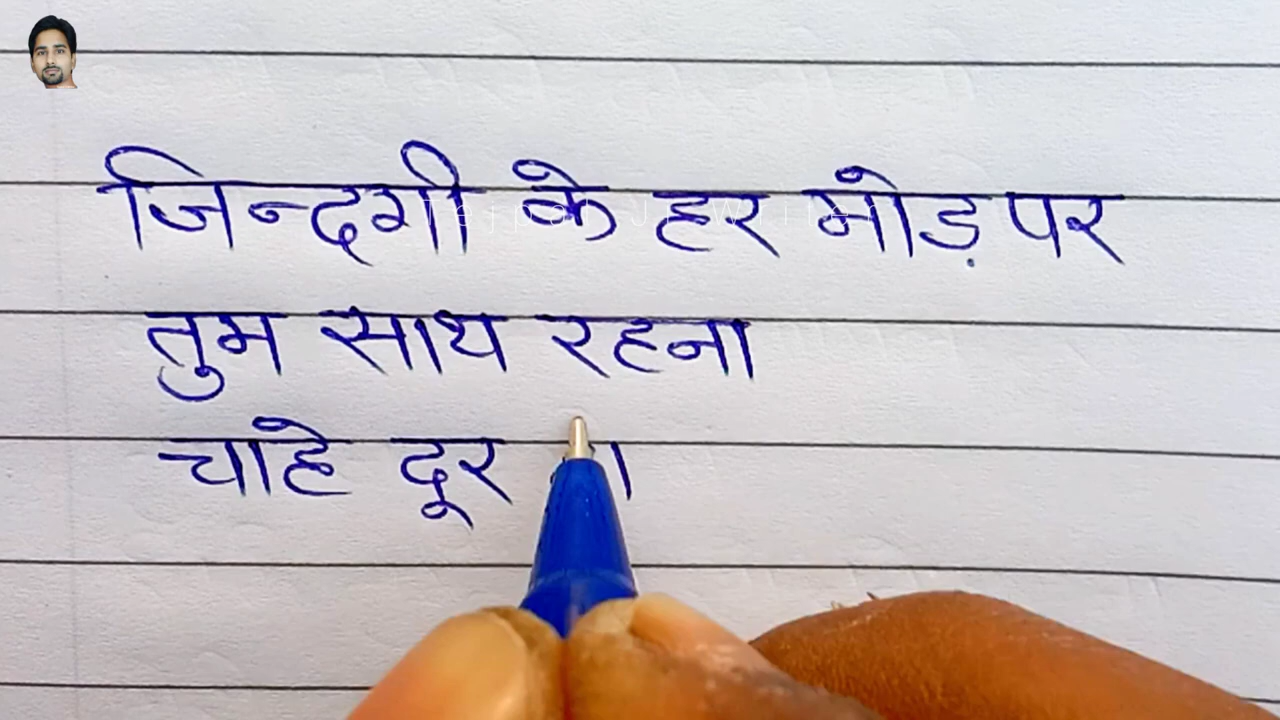 जिन्दगी के हर मोड़ पर
तुम साथ रहना
चाहे दूर